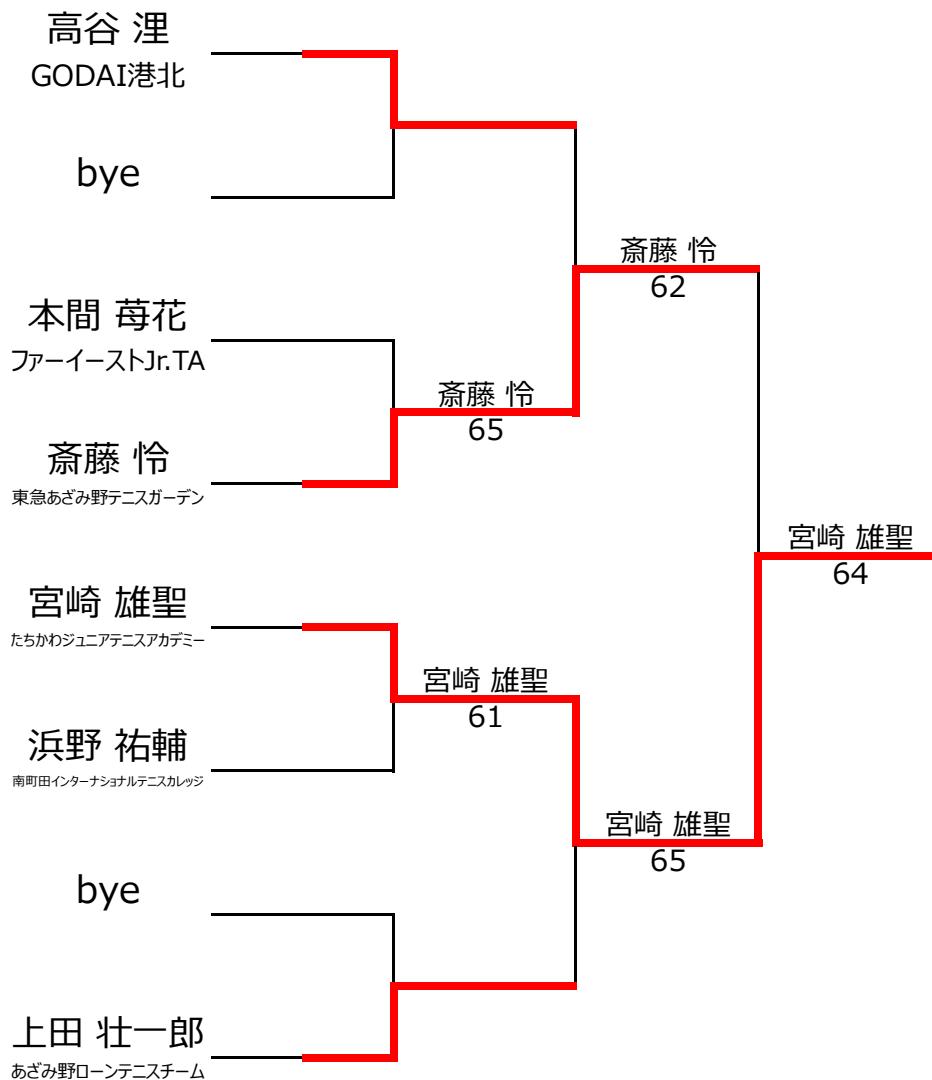 高谷 浬
GODAI港北
bye
斎藤 怜
62
本間 苺花
ファーイーストJr.TA
斎藤 怜
65
斎藤 怜
東急あざみ野テニスガーデン
宮崎 雄聖
64
宮崎 雄聖
たちかわジュニアテニスアカデミー
宮崎 雄聖
61
浜野 祐輔
南町田インターナショナルテニスカレッジ
宮崎 雄聖
65
bye
上田 壮一郎
あざみ野ローンテニスチーム